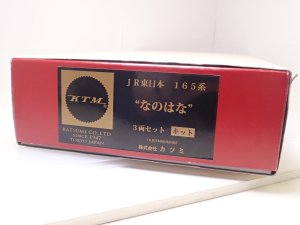 JR東日本 165系
KTM
“なのはな”
KATSUMI CO.,LTD
SINCE 1947
TOKYO JAPAN
3両セット キット
株式会社 カツミ